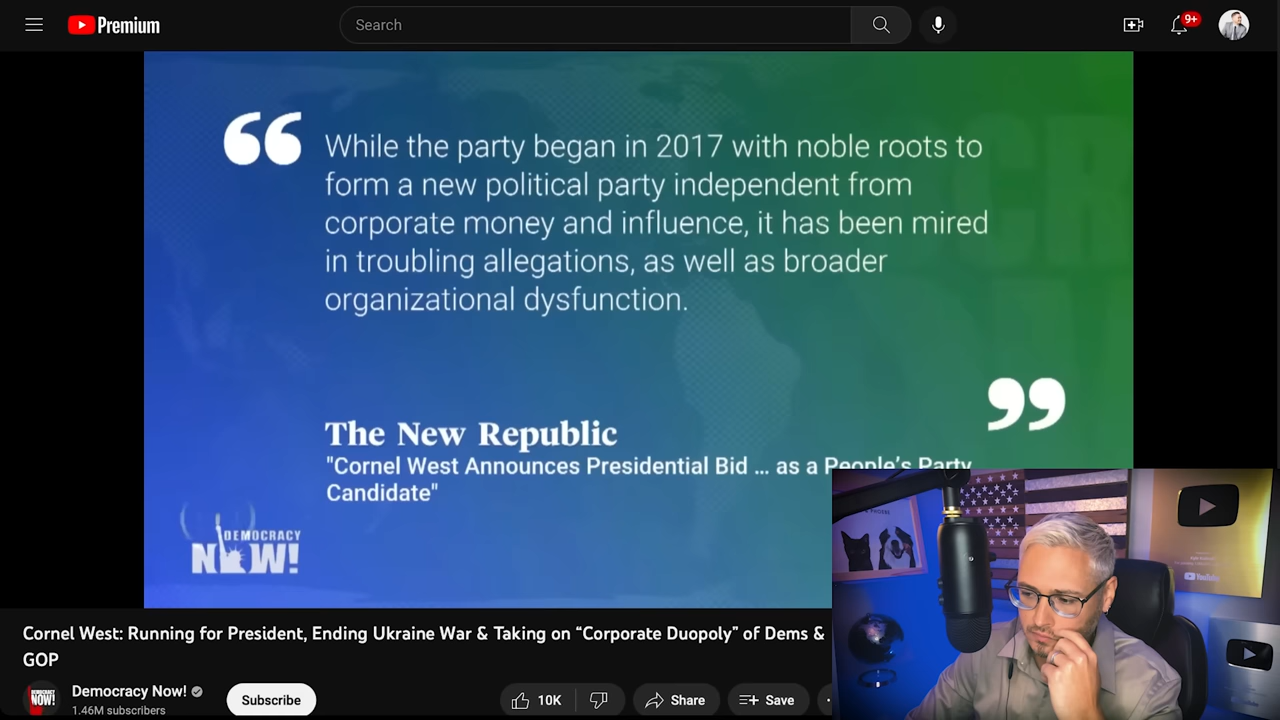 Premium
Search
9+
While the party began in 2017 with noble roots to
form a new political party independent from
corporate money and influence, it has been mired
in troubling allegations, as well as broader
organizational dysfunction.
The New Republic
"Cornel West Announces Presidential Bid ... as a People's Party
Candidate"
DEMOCRACY
NOW!
YouTube
Cornel West: Running for President, Ending Ukraine War & Taking on “Corporate Duopoly” of Dems &
GOP
DEMOCRACY
NOW!
Democracy Now!
1.46M subscribers
Subscribe
10K
Share
Save